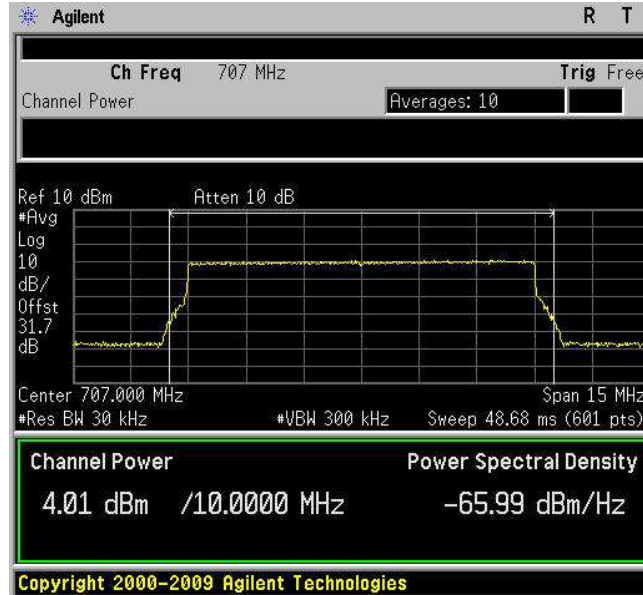 Agilent R T
Ch Freq 707 MHz Trig Free
Channel Power Averages: 10
Ref 10 dBm Atten 10 dB
#Avg
Log
10
dB/
Offst
31.7
dB
Center 707.000 MHz Span 15 MHz
#Res BW 30 kHz #VBW 300 kHz Sweep 48.68 ms (601 pts)
Channel Power Power Spectral Density
4.01 dBm /10.0000 MHz -65.99 dBm/Hz
Copyright 2000-2009 Agilent Technologies